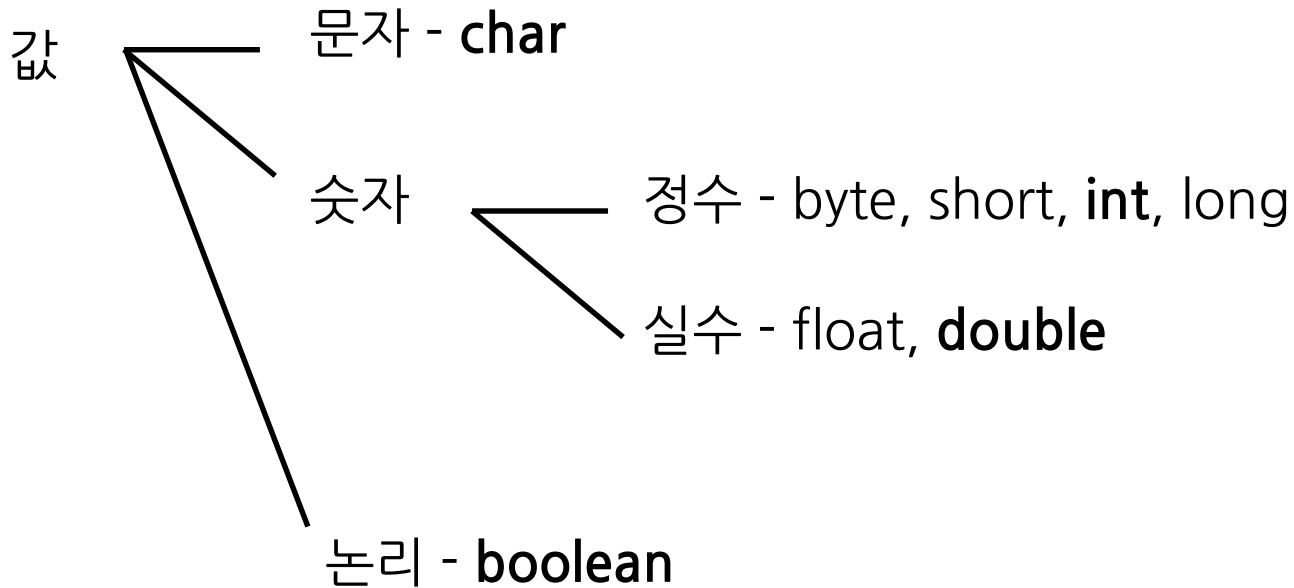 값
문자 - char
숫자
정수 - byte, short, int, long
실수 - float, double
논리 - boolean